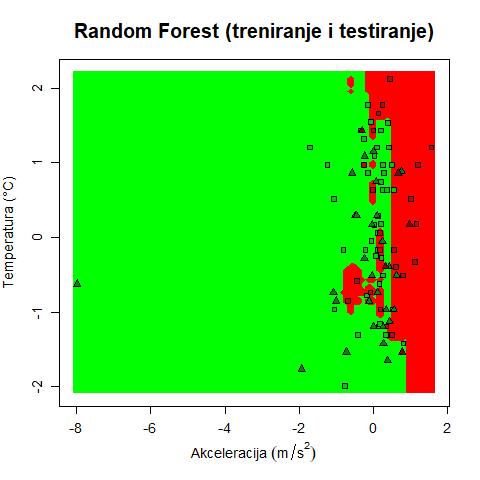 Random Forest (treniranje i testiranje)
2
1
0
-1
-2
Temperatura (°C)
-8 -6 -4 -2 0 2
Akceleracija (m/s²)